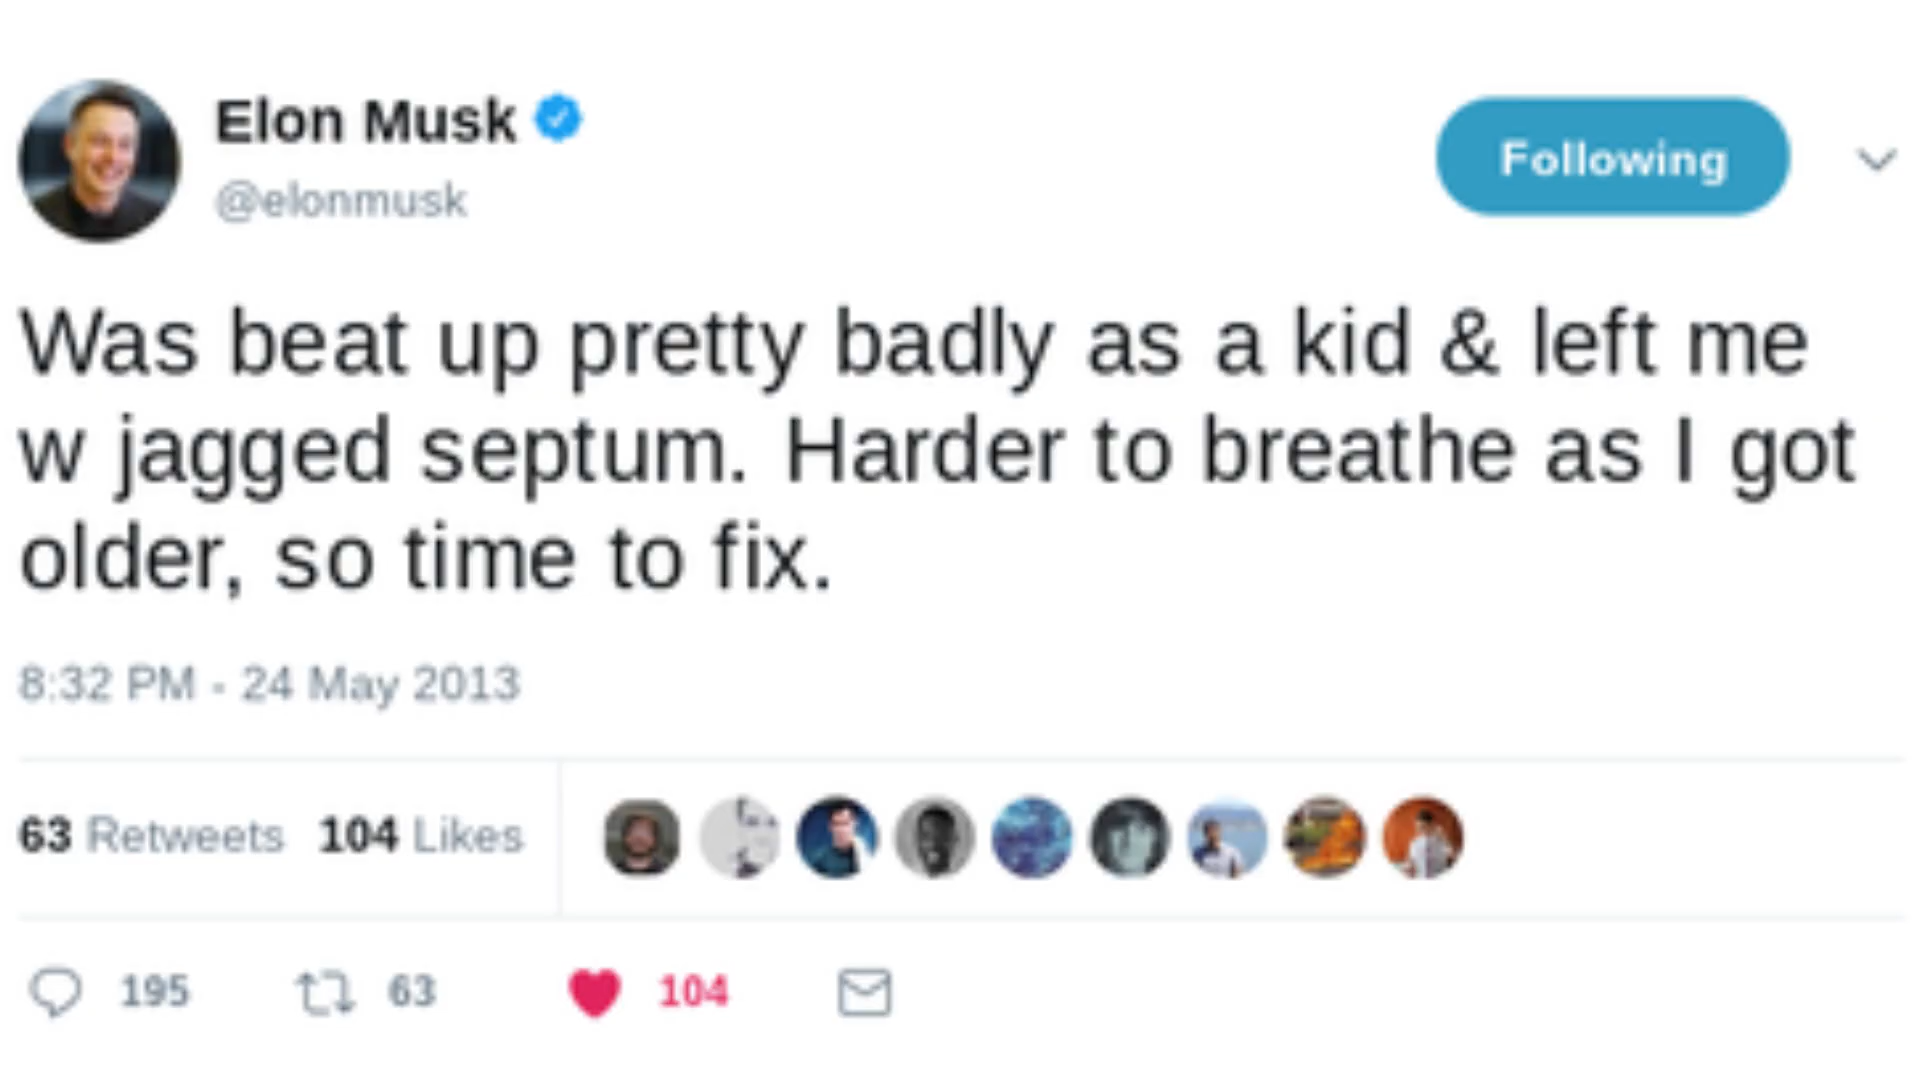 Elon Musk
@elonmusk
Following
Was beat up pretty badly as a kid & left me
w jagged septum. Harder to breathe as I got
older, so time to fix.
8:32 PM - 24 May 2013
63 Retweets 104 Likes
195 63 104